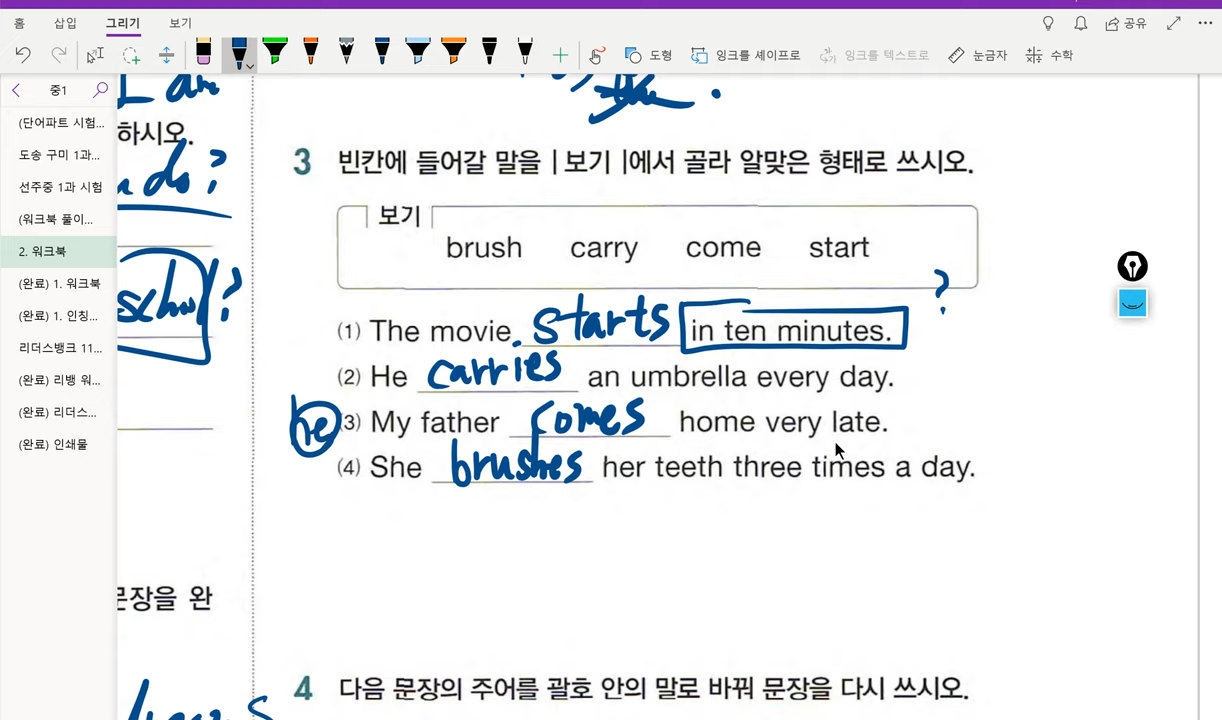 홈 삽입 그리기 보기
공유
도형 잉크를 셰이프로 잉크를 텍스트로 눈금자 수학
중1
(단어파트 시험...
도송 구미 1과...
선주중 1과 시험
(워크북 풀이...
2. 워크북
(완료) 1. 워크북
(완료) 1. 인칭...
리더스뱅크 11...
(리뱅 워...
(완료) 리더스...
(완료) 인쇄물
I am
하시오.
do?
school?
문장을 완
3 빈칸에 들어갈 말을 | 보기 |에서 골라 알맞은 형태로 쓰시오.
보기
brush carry come start
?
(1) The movie starts in ten minutes.
(2) He carries an umbrella every day.
he (3) My father comes home very late.
(4) She brushes her teeth three times a day.
4 다음 문장의 주어를 괄호 안의 말로 바꿔 문장을 다시 쓰시오.